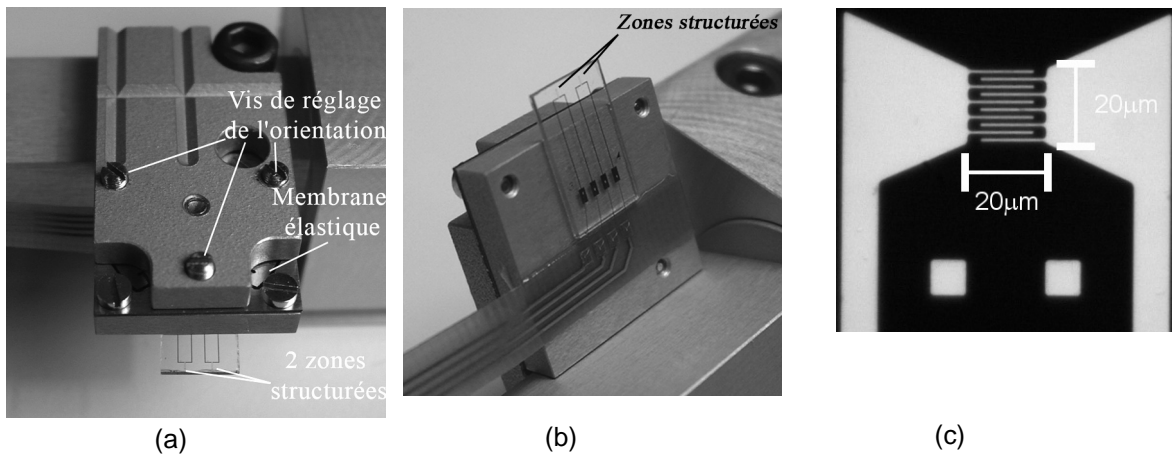 Vis de réglage
de l'orientation
Membrane
élastique
2 zones
structurées
(a)
Zones structurées
(b)
20µm
20µm
(c)